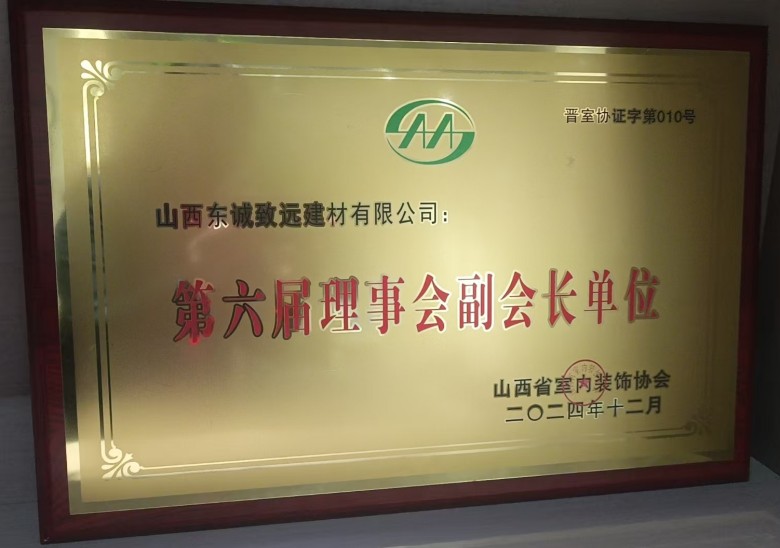 晋室协证字第010号
山西东诚致远建材有限公司：
第六届理事会副会长单位
山西省室内装饰协会
二〇二四年十二月